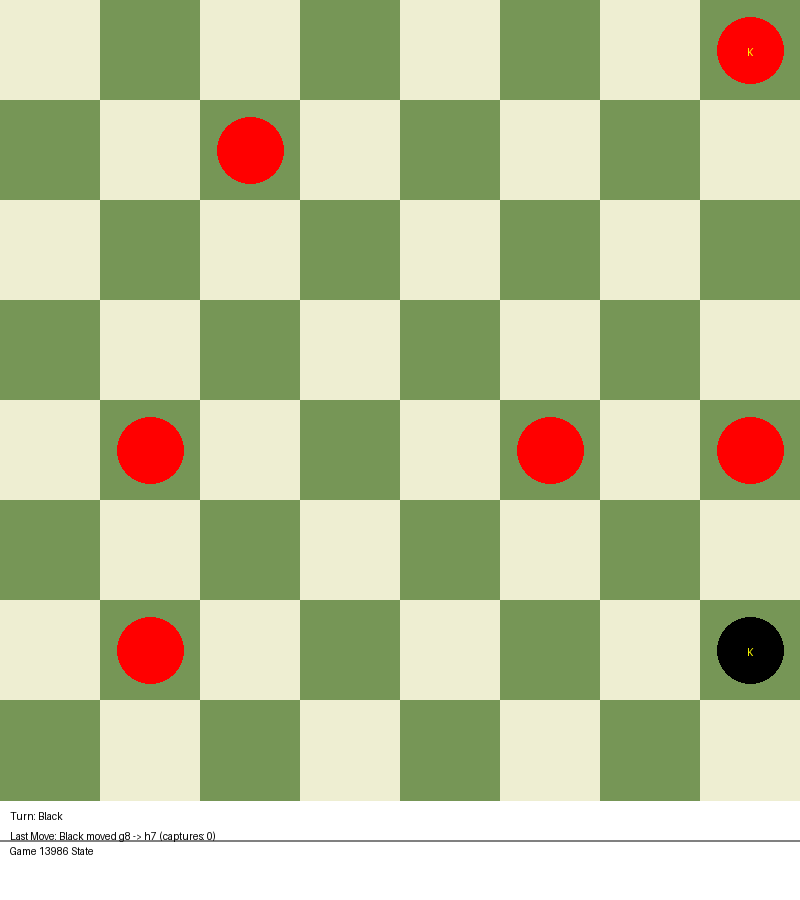 K
K
Turn: Black
Last Move: Black moved g8 -> h7 (captures: 0)
Game 13986 State